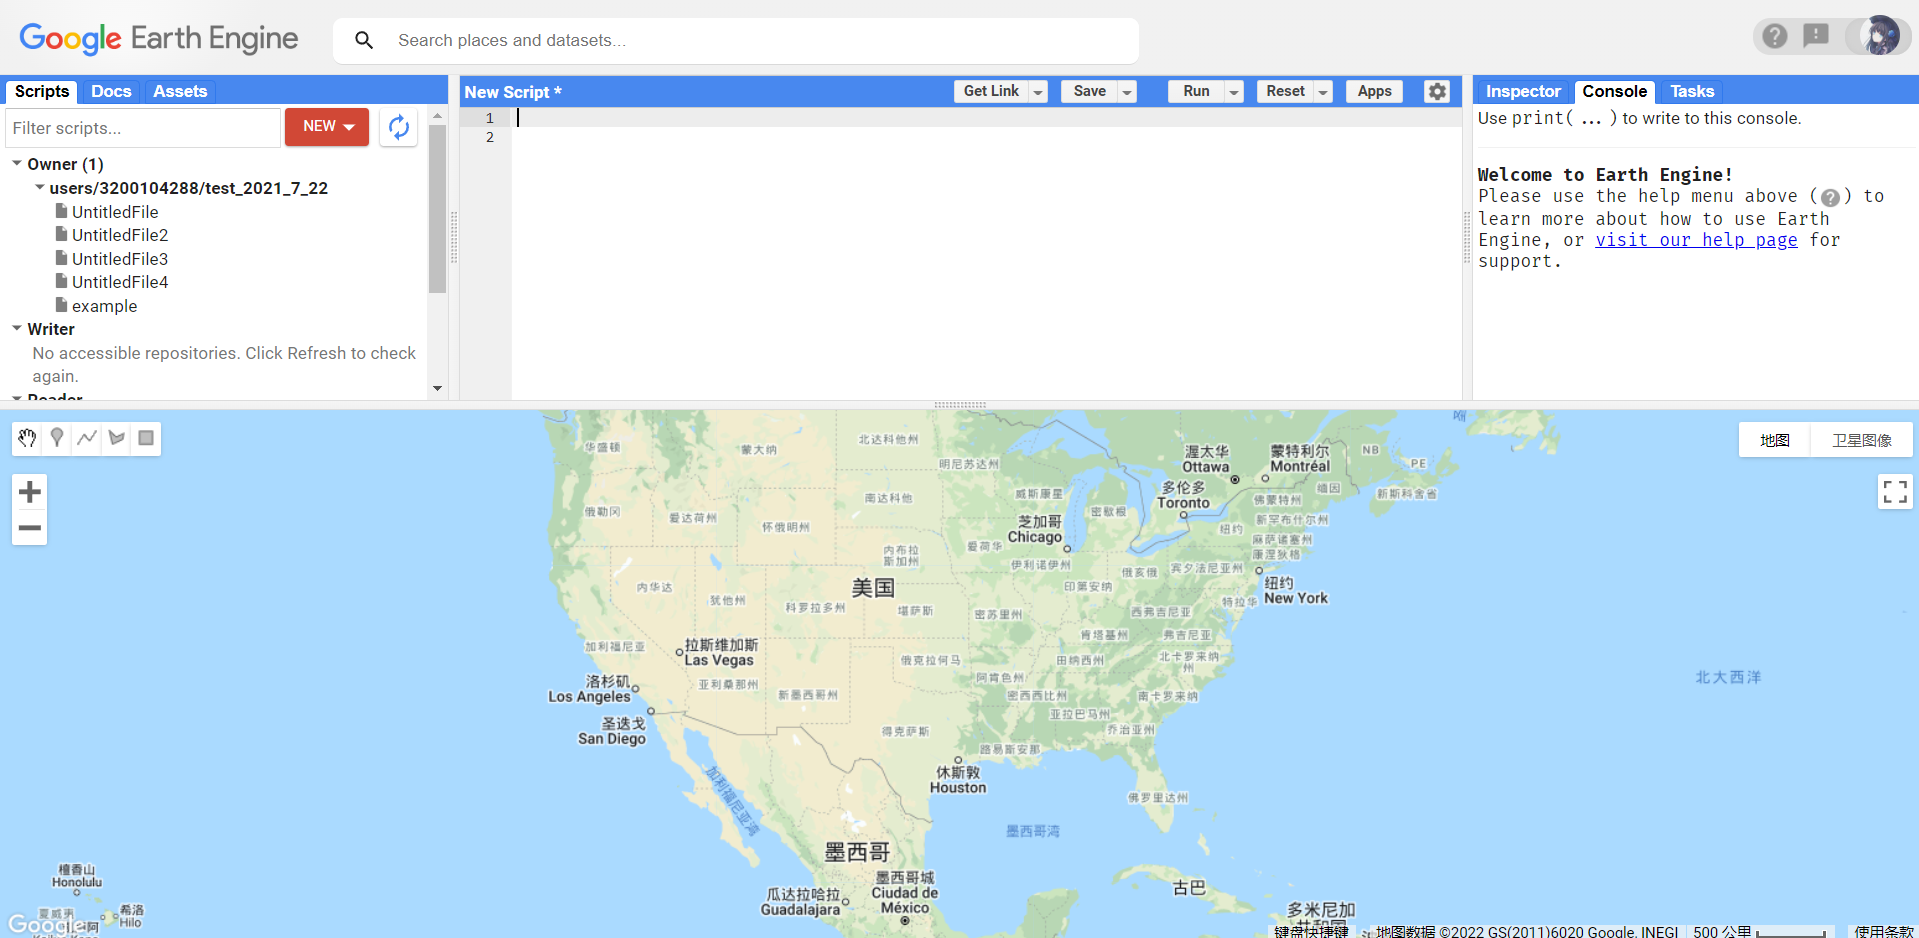 Google Earth Engine
Search places and datasets...
Scripts Docs Assets
New Script *
Get Link Save Run Reset Apps
Inspector Console Tasks
Filter scripts...
NEW
Owner (1)
users/3200104288/test_2021_7_22
UntitledFile
UntitledFile2
UntitledFile3
UntitledFile4
example
Writer
No accessible repositories. Click Refresh to check
again.
Reader
1
2
Use print(...) to write to this console.
Welcome to Earth Engine!
Please use the help menu above (?) to
learn more about how to use Earth
Engine, or visit our help page for
support.
地图 卫星图像
华盛顿
蒙大纳
北达科他州
明尼苏达州
渥太华
Ottawa
蒙特利尔
Montréal
NB
PE
多伦多
Toronto
俄勒冈
爱达荷州
怀俄明州
南达科他
威斯康星
密歇根
佛蒙特州
缅因
新斯科舍省
芝加哥
Chicago
纽约
新罕布什尔州
麻萨诸塞州
康涅狄格
内布拉
斯加州
爱荷华
伊利诺伊州
俄亥俄
宾夕法尼亚州
内华达
犹他州
科罗拉多州
美国
堪萨斯
密苏里州
印第安纳
西弗吉尼亚
特拉华
纽约
New York
加利福尼亚
拉斯维加斯
Las Vegas
俄克拉何马
肯塔基州
弗吉尼亚
田纳西州
北卡罗来纳
州
洛杉矶
Los Angeles
亚利桑那州
新墨西哥州
阿肯色州
密西西比州
南卡罗来纳
北大西洋
圣迭戈
San Diego
得克萨斯
亚拉巴马州
乔治亚州
路易斯安那
休斯敦
Houston
加利福尼亚湾
佛罗里达州
墨西哥湾
墨西哥
檀香山
Honolulu
瓜达拉哈拉
Guadalajara
墨西哥城
Ciudad de
México
古巴
夏威夷
希洛
Hilo
多米尼加
共和国
Google
键盘快捷键 地图数据 ©2022 GS(2011)6020 Google, INEGI 500 公里 使用条款